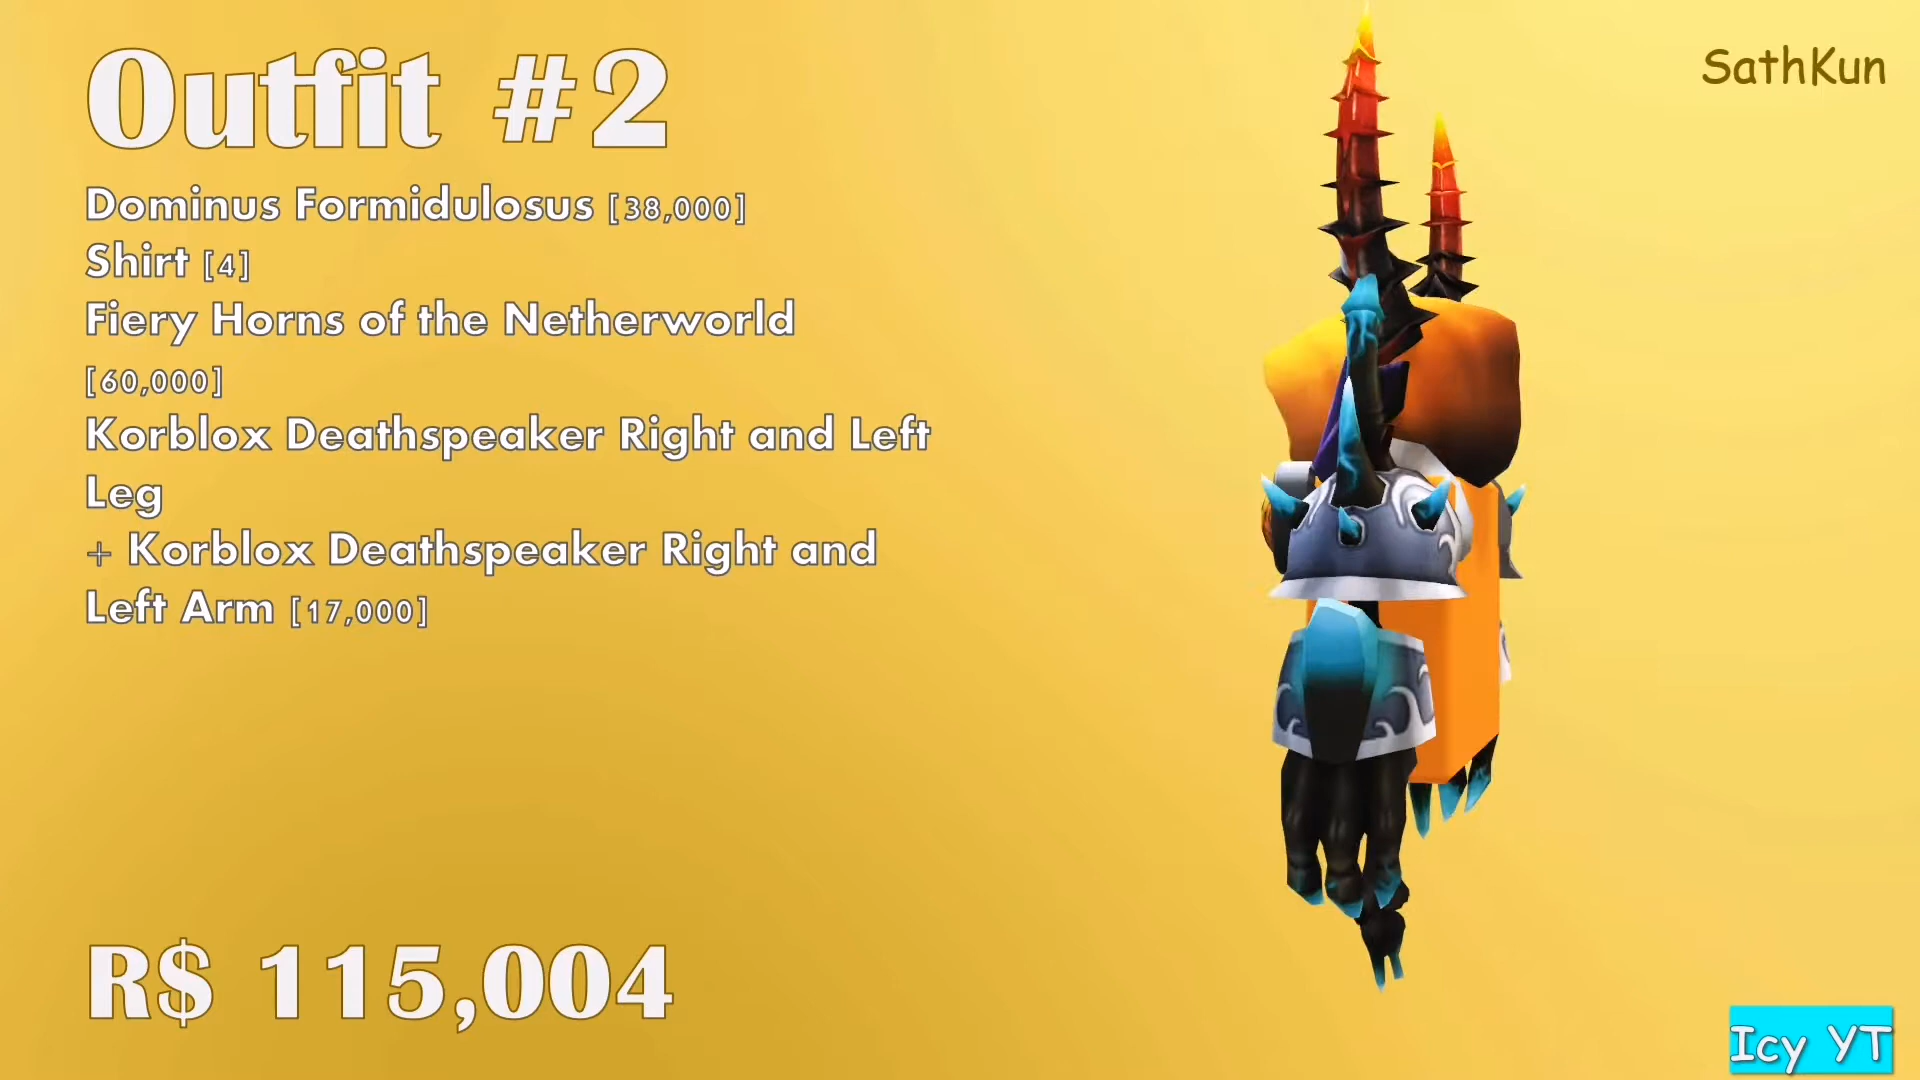 Outfit #2
SathKun
Dominus Formidulosus [38,000]
Shirt [4]
Fiery Horns of the Netherworld
[60,000]
Korblox Deathspeaker Right and Left
Leg
+ Korblox Deathspeaker Right and
Left Arm [17,000]
R$ 115,004
Icy YT